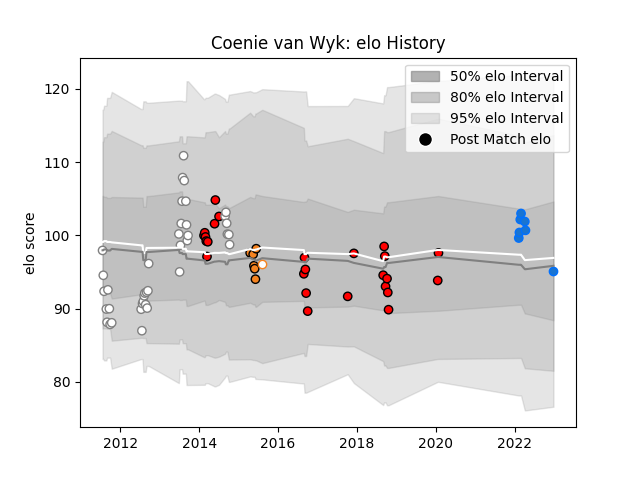 Coenie van Wyk: elo History
50% elo Interval
80% elo Interval
95% elo Interval
Post Match elo
elo score
120
110
100
90
80
2012
2014
2016
2018
2020
2022